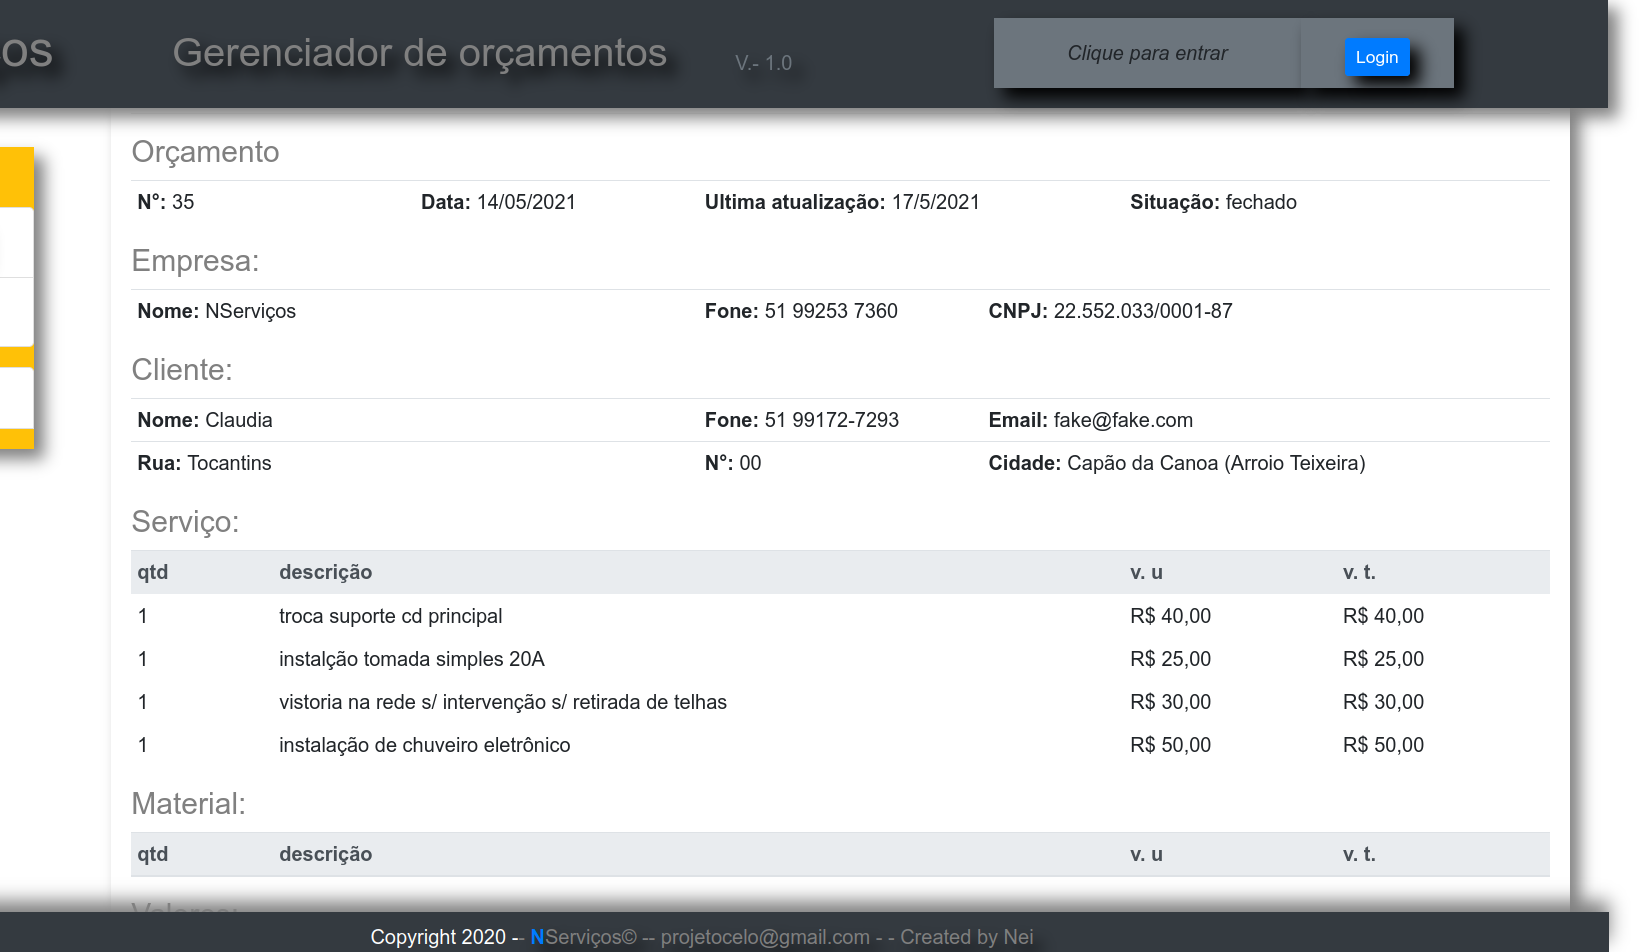 os Gerenciador de orçamentos V.- 1.0 Clique para entrar Login
Orçamento
N°: 35 Data: 14/05/2021 Ultima atualização: 17/5/2021 Situação: fechado
Empresa:
Nome: NServiços Fone: 51 99253 7360 CNPJ: 22.552.033/0001-87
Cliente:
Nome: Claudia Fone: 51 99172-7293 Email: fake@fake.com
Rua: Tocantins N°: 00 Cidade: Capão da Canoa (Arroio Teixeira)
Serviço:
qtd descrição v. u v. t.
1 troca suporte cd principal R$ 40,00 R$ 40,00
1 instalção tomada simples 20A R$ 25,00 R$ 25,00
1 vistoria na rede s/ intervenção s/ retirada de telhas R$ 30,00 R$ 30,00
1 instalação de chuveiro eletrônico R$ 50,00 R$ 50,00
Material:
qtd descrição v. u v. t.
Valores:
Copyright 2020 -- NServiços© -- projetocelo@gmail.com - - Created by Nei